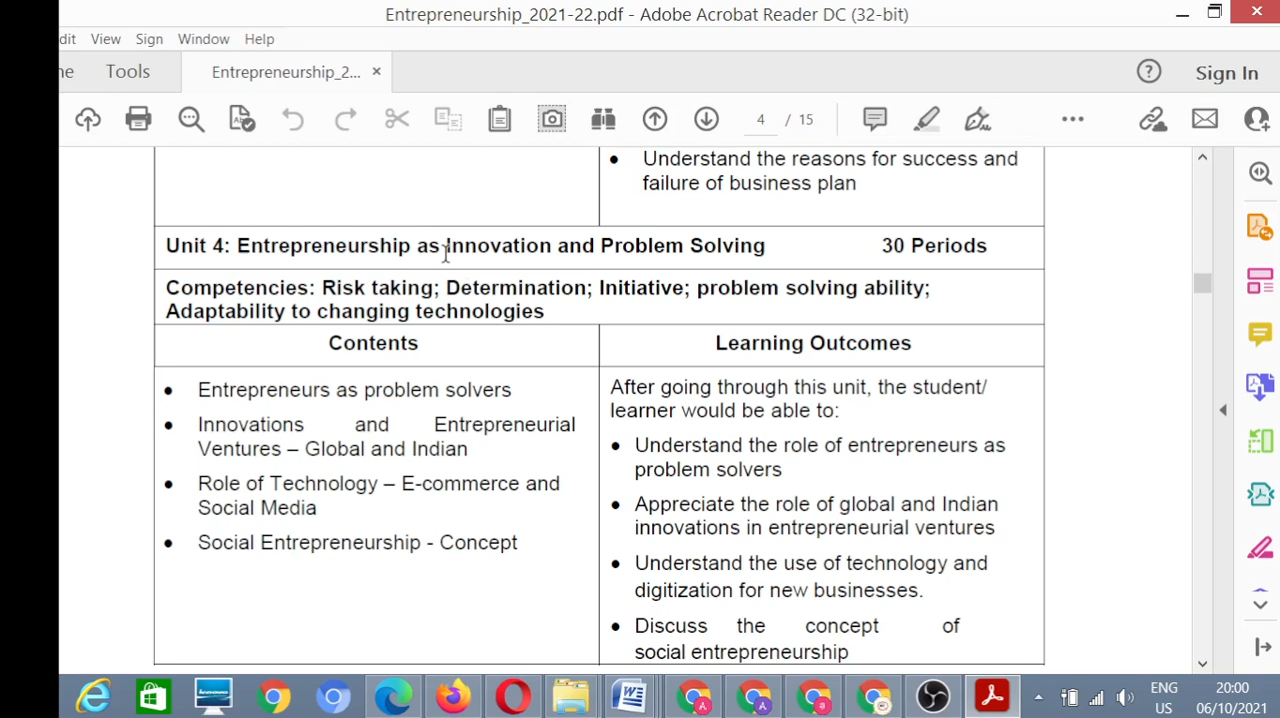 Entrepreneurship_2021-22.pdf - Adobe Acrobat Reader DC (32-bit)
dit View Sign Window Help
me Tools Entrepreneurship_2... × Sign In
4 / 15
• Understand the reasons for success and
failure of business plan
Unit 4: Entrepreneurship as Innovation and Problem Solving 30 Periods
Competencies: Risk taking; Determination; Initiative; problem solving ability;
Adaptability to changing technologies
Contents
• Entrepreneurs as problem solvers
• Innovations and Entrepreneurial
Ventures – Global and Indian
• Role of Technology – E-commerce and
Social Media
• Social Entrepreneurship - Concept
Learning Outcomes
After going through this unit, the student/
learner would be able to:
• Understand the role of entrepreneurs as
problem solvers
• Appreciate the role of global and Indian
innovations in entrepreneurial ventures
• Understand the use of technology and
digitization for new businesses.
• Discuss the concept of
social entrepreneurship
ENG 20:00
US 06/10/2021